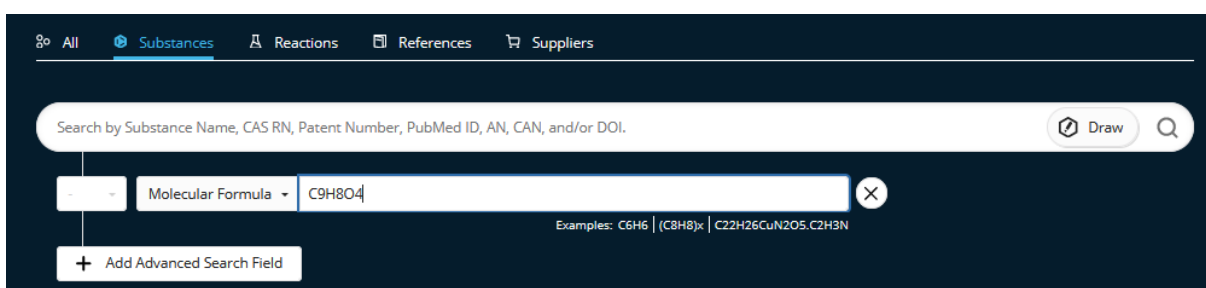 All Substances Reactions References Suppliers
Search by Substance Name, CAS RN, Patent Number, PubMed ID, AN, CAN, and/or DOI. Draw
- Molecular Formula C9H8O4
Examples: C6H6 | (C8H8)x | C22H26CuN2O5.C2H3N
+ Add Advanced Search Field